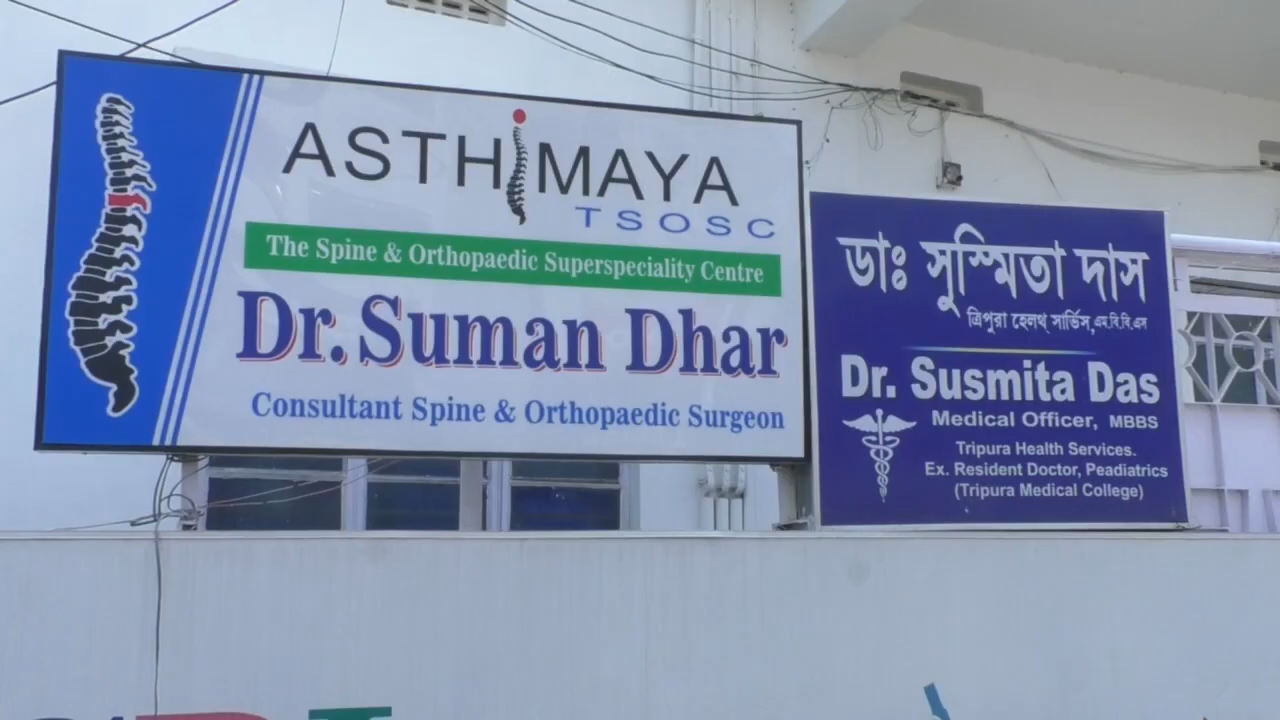 ASTHIMAYA
TSOSC
The Spine & Orthopaedic Superspeciality Centre
Dr. Suman Dhar
Consultant Spine & Orthopaedic Surgeon
ডাঃ সুস্মিতা দাস
ত্রিপুরা হেলথ্ সার্ভিস, এম.বি.বি.এস
Dr. Susmita Das
Medical Officer, MBBS
Tripura Health Services.
Ex. Resident Doctor, Peadiatrics
(Tripura Medical College)